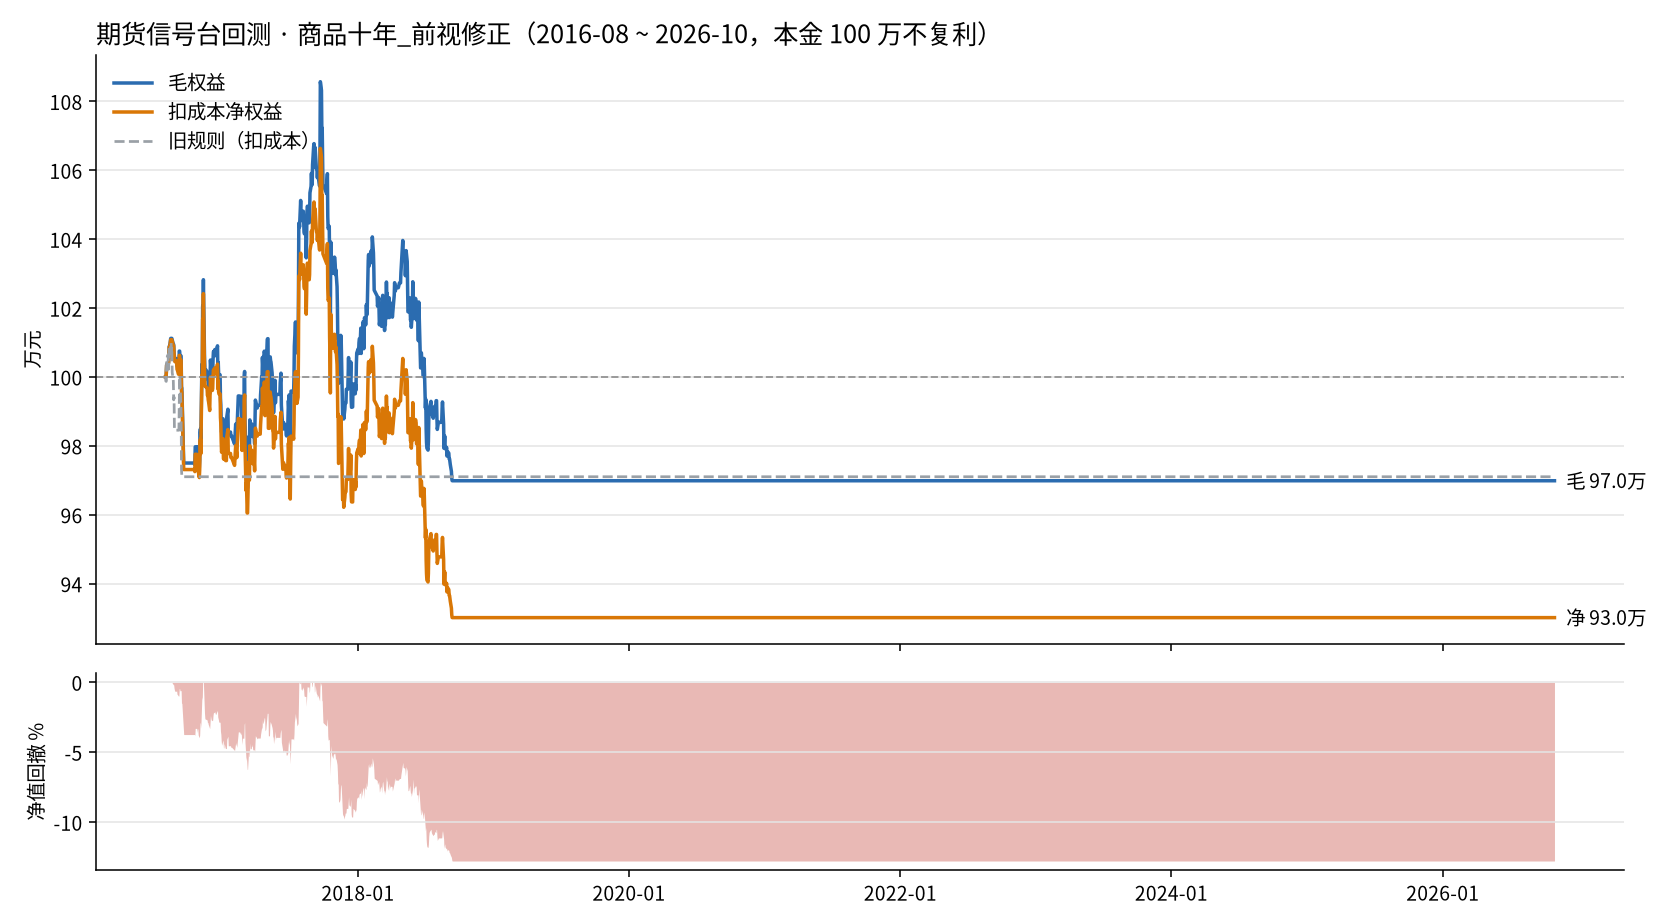 期货信号台回测 · 商品十年_前视修正（2016-08 ~ 2026-10，本金 100 万不复利）
毛权益
扣成本净权益
旧规则（扣成本）
万元
108
106
104
102
100
98
96
94
毛 97.0万
净 93.0万
净值回撤 %
0
-5
-10
2018-01
2020-01
2022-01
2024-01
2026-01